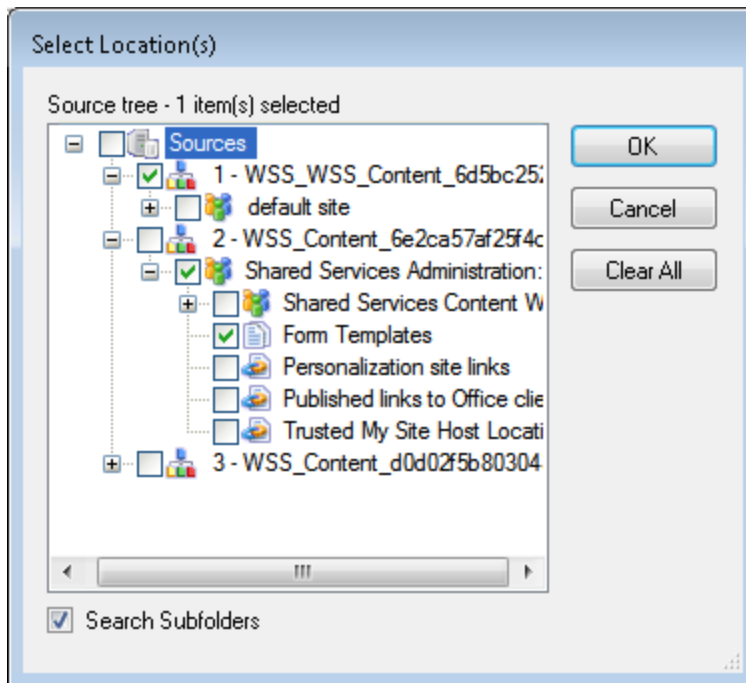 Select Location(s)
Source tree - 1 item(s) selected
Sources
1 - WSS_WSS_Content_6d5bc252
default site
2 - WSS_Content_6e2ca57af25f4c
Shared Services Administration:
Shared Services Content W
Form Templates
Personalization site links
Published links to Office clie
Trusted My Site Host Locati
3 - WSS_Content_d0d02f5b80304
OK
Cancel
Clear All
Search Subfolders